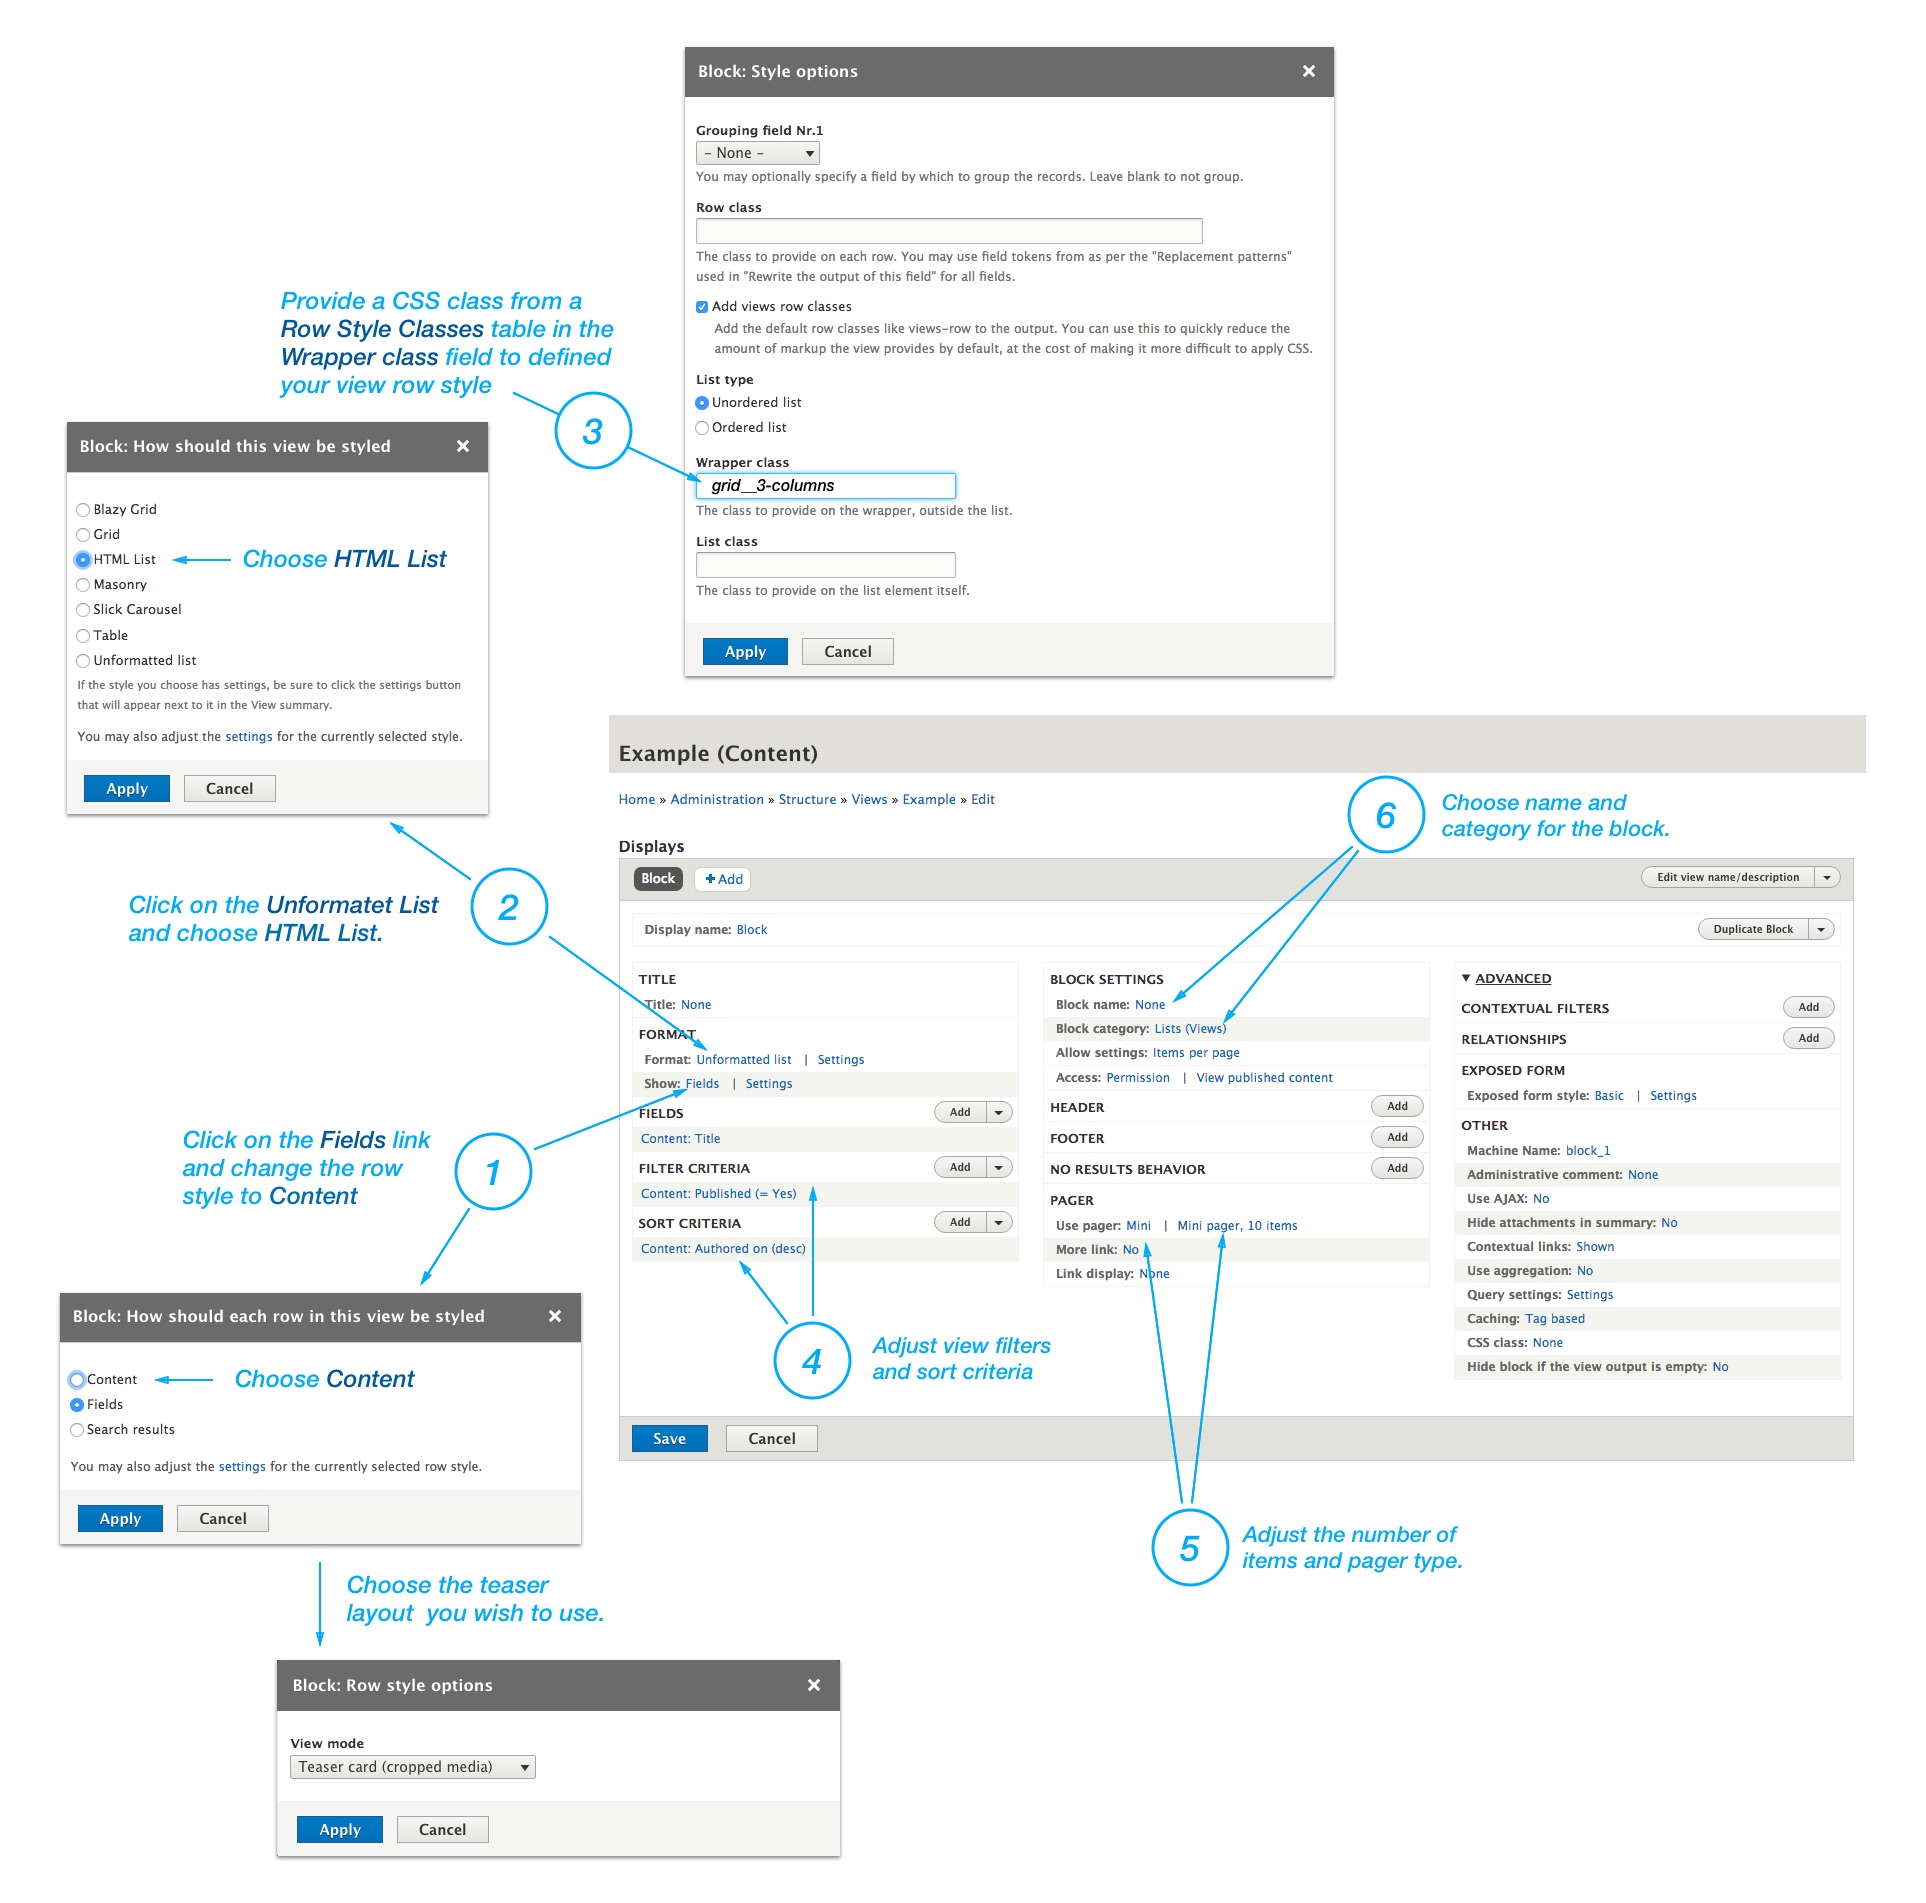 Block: Style options
Grouping field Nr.1
- None -
You may optionally specify a field by which to group the records. Leave blank to not group.
Row class
The class to provide on each row. You may use field tokens from as per the "Replacement patterns"
used in "Rewrite the output of this field" for all fields.
Add views row classes
Add the default row classes like views-row to the output. You can use this to quickly reduce the
amount of markup the view provides by default, at the cost of making it more difficult to apply CSS.
List type
Unordered list
Ordered list
Wrapper class
grid__3-columns
The class to provide on the wrapper, outside the list.
List class
The class to provide on the list element itself.
Apply
Cancel
Provide a CSS class from a
Row Style Classes table in the
Wrapper class field to defined
your view row style
3
Block: How should this view be styled
Blazy Grid
Grid
HTML List
Choose HTML List
Masonry
Slick Carousel
Table
Unformatted list
If the style you choose has settings, be sure to click the settings button
that will appear next to it in the View summary.
You may also adjust the settings for the currently selected style.
Apply
Cancel
2
Click on the Unformatet List
and choose HTML List.
Example (Content)
Home » Administration » Structure » Views » Example » Edit
6
Choose name and
category for the block.
Displays
Block
+ Add
Edit view name/description
Display name: Block
Duplicate Block
TITLE
Title: None
FORMAT
Format: Unformatted list | Settings
Show: Fields | Settings
FIELDS
Add
Content: Title
FILTER CRITERIA
Add
Content: Published (= Yes)
SORT CRITERIA
Add
Content: Authored on (desc)
BLOCK SETTINGS
Block name: None
Block category: Lists (Views)
Allow settings: Items per page
Access: Permission | View published content
HEADER
Add
FOOTER
Add
NO RESULTS BEHAVIOR
Add
PAGER
Use pager: Mini | Mini pager, 10 items
More link: No
Link display: None
ADVANCED
CONTEXTUAL FILTERS
Add
RELATIONSHIPS
Add
EXPOSED FORM
Exposed form style: Basic | Settings
OTHER
Machine Name: block_1
Administrative comment: None
Use AJAX: No
Hide attachments in summary: No
Contextual links: Shown
Use aggregation: No
Query settings: Settings
Caching: Tag based
CSS class: None
Hide block if the view output is empty: No
Save
Cancel
1
Click on the Fields link
and change the row
style to Content
4
Adjust view filters
and sort criteria
5
Adjust the number of
items and pager type.
Block: How should each row in this view be styled
Content
Choose Content
Fields
Search results
You may also adjust the settings for the currently selected row style.
Apply
Cancel
Choose the teaser
layout you wish to use.
Block: Row style options
View mode
Teaser card (cropped media)
Apply
Cancel